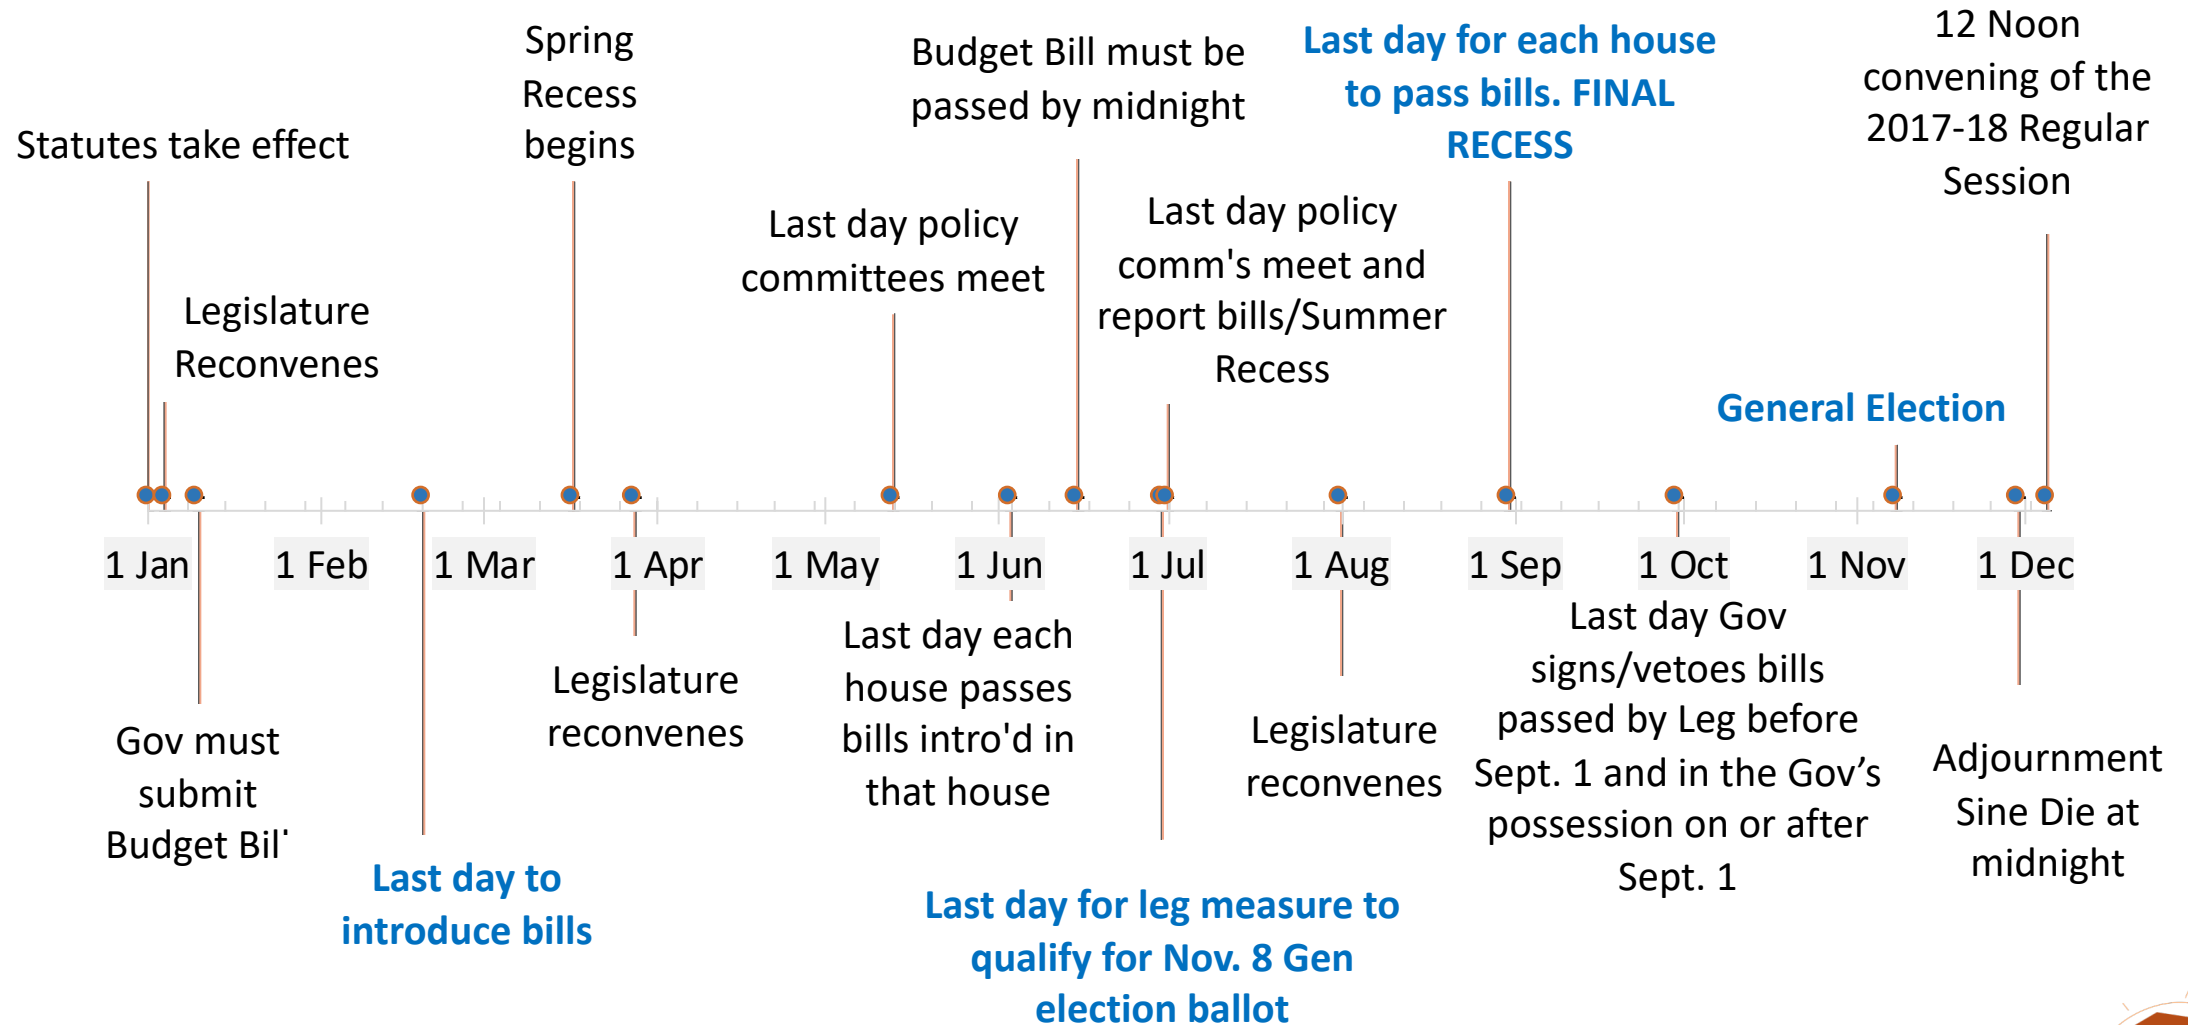 Statutes take effect
Legislature
Reconvenes
Spring
Recess
begins
Last day policy
committees meet
Budget Bill must be
passed by midnight
Last day policy
comm's meet and
report bills/Summer
Recess
Last day for each house
to pass bills. FINAL
RECESS
General Election
12 Noon
convening of the
2017-18 Regular
Session
1 Jan
1 Feb
1 Mar
1 Apr
1 May
1 Jun
1 Jul
1 Aug
1 Sep
1 Oct
1 Nov
1 Dec
Gov must
submit
Budget Bil
Last day to
introduce bills
Legislature
reconvenes
Last day each
house passes
bills intro'd in
that house
Last day for leg measure to
qualify for Nov. 8 Gen
election ballot
Legislature
reconvenes
Last day Gov
signs/vetoes bills
passed by Leg before
Sept. 1 and in the Gov’s
possession on or after
Sept. 1
Adjournment
Sine Die at
midnight